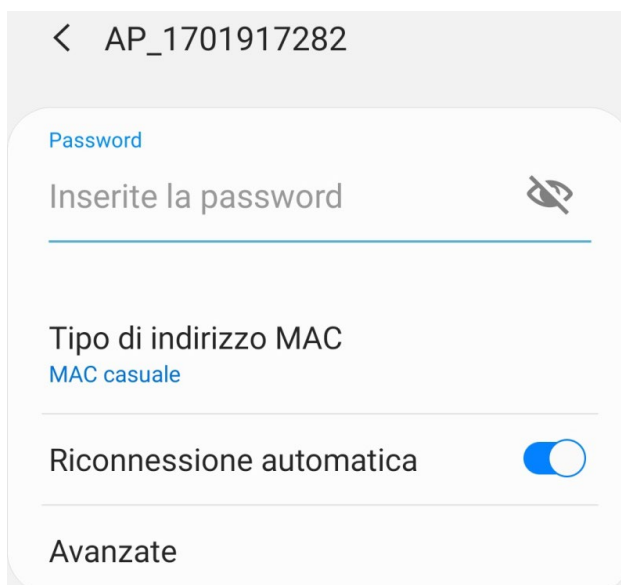 AP_1701917282
Password
Inserite la password
Tipo di indirizzo MAC
MAC casuale
Riconnessione automatica
Avanzate